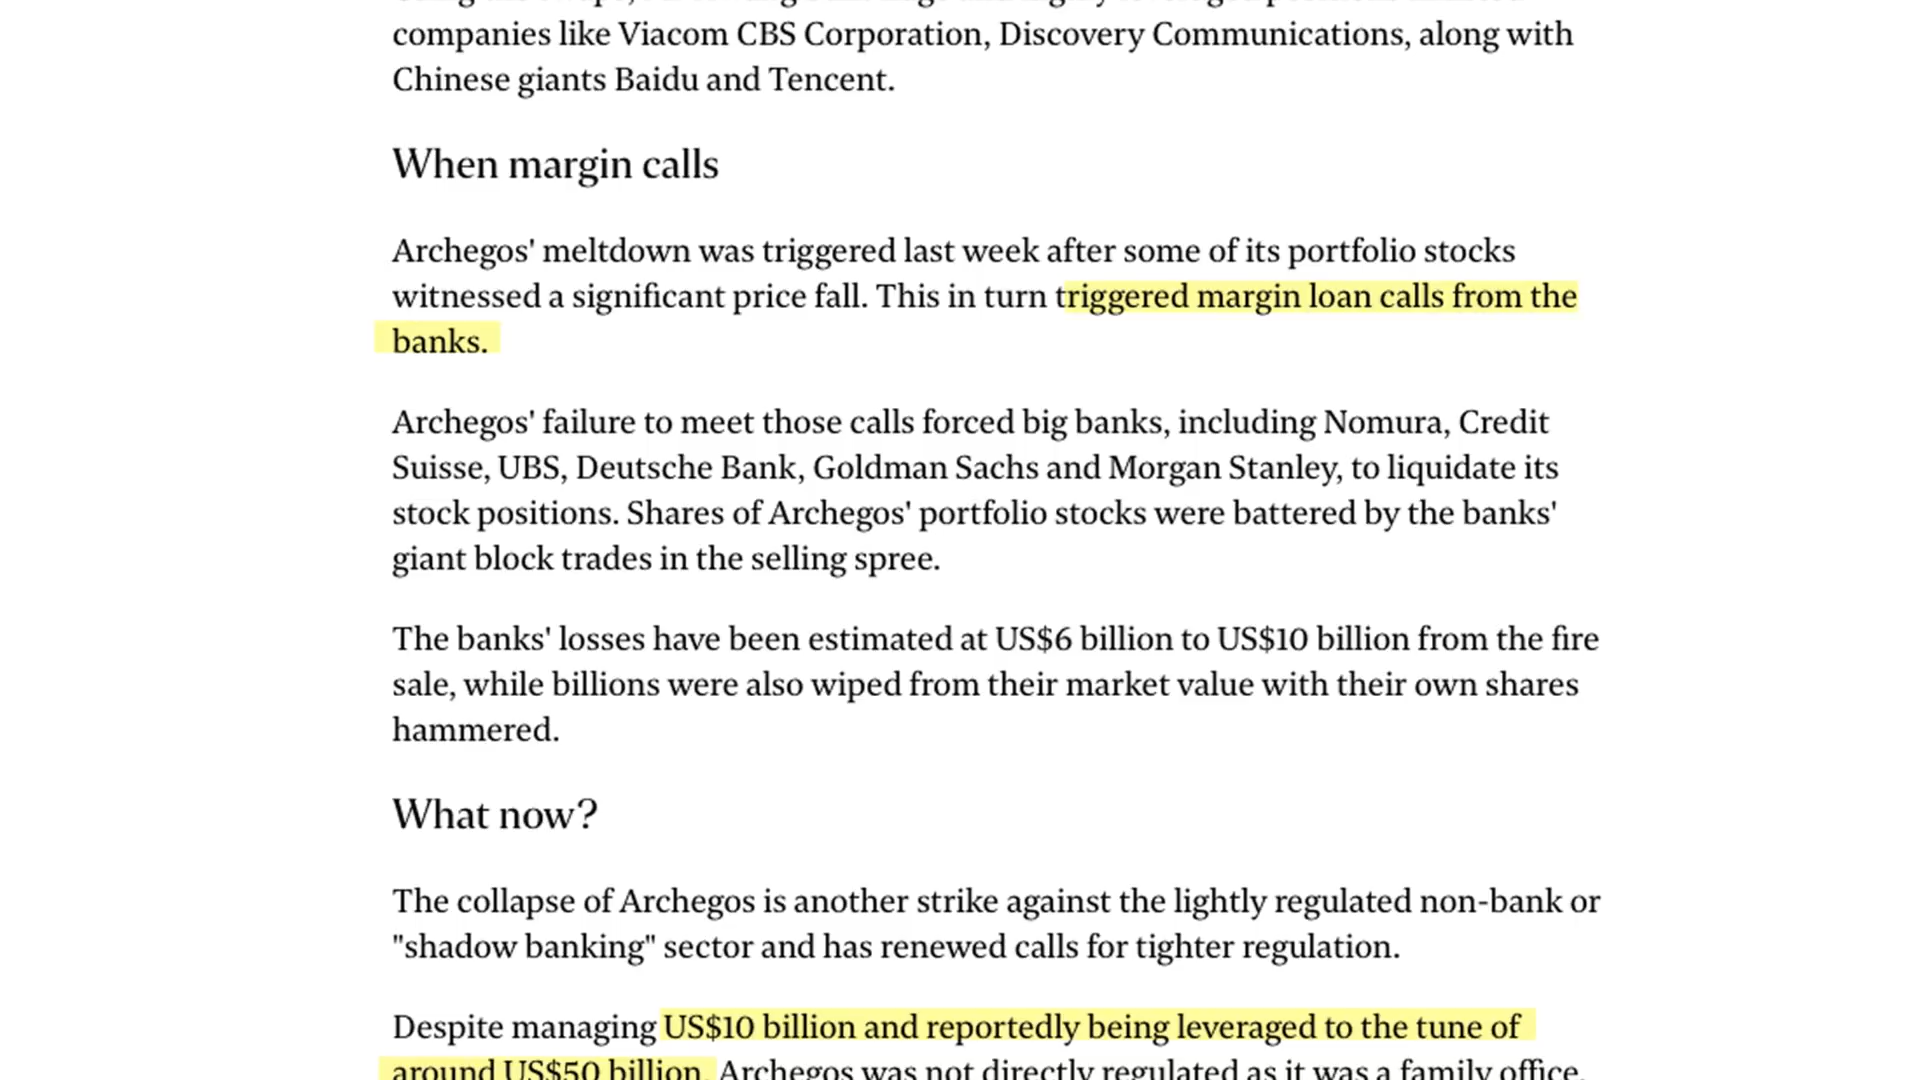 companies like Viacom CBS Corporation, Discovery Communications, along with
Chinese giants Baidu and Tencent.
When margin calls
Archegos' meltdown was triggered last week after some of its portfolio stocks
witnessed a significant price fall. This in turn triggered margin loan calls from the
banks.
Archegos' failure to meet those calls forced big banks, including Nomura, Credit
Suisse, UBS, Deutsche Bank, Goldman Sachs and Morgan Stanley, to liquidate its
stock positions. Shares of Archegos' portfolio stocks were battered by the banks'
giant block trades in the selling spree.
The banks' losses have been estimated at US$6 billion to US$10 billion from the fire
sale, while billions were also wiped from their market value with their own shares
hammered.
What now?
The collapse of Archegos is another strike against the lightly regulated non-bank or
"shadow banking" sector and has renewed calls for tighter regulation.
Despite managing US$10 billion and reportedly being leveraged to the tune of
around US$50 billion, Archegos was not directly regulated as it was a family office.